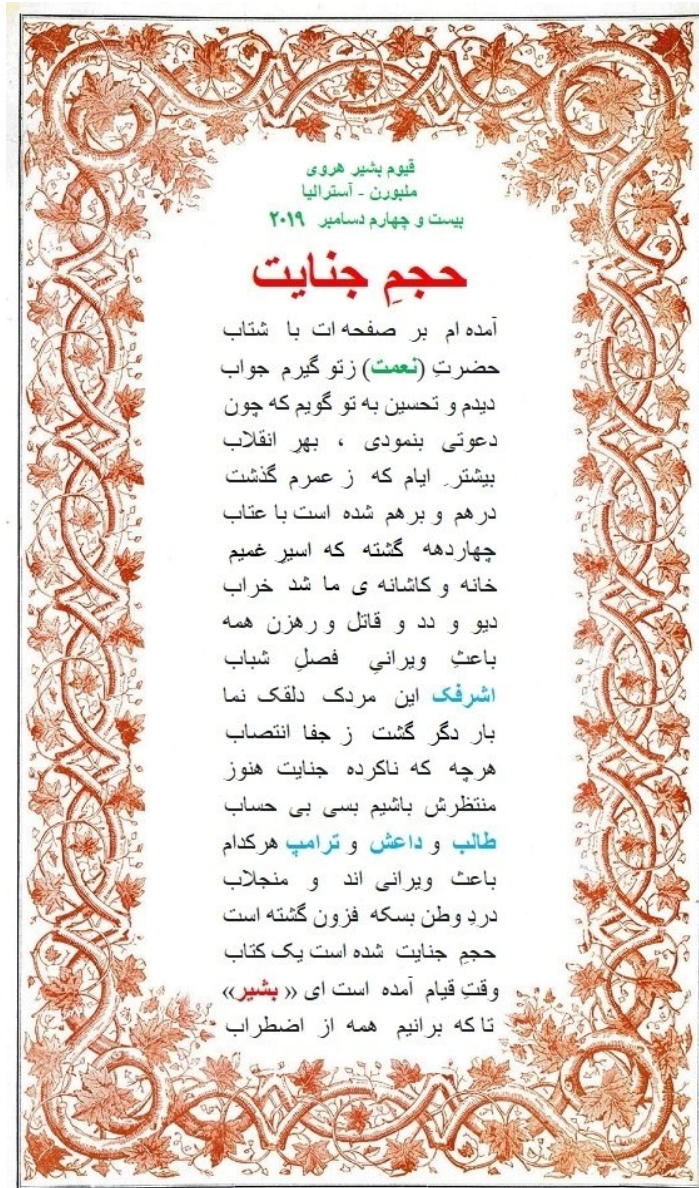 قیوم بشیر هروی
ملبورن - آسترالیا
بیست و چهارم دسامبر ۲۰۱۹
حجمِ جنایت
آمده ام بر صفحه ات با شتاب
حضرتِ (نعمت) زتو گیرم جواب
دیدم و تحسین به تو گویم که چون
دعوتی بنمودی ، بهرِ انقلاب
بیشترِ ایام که ز عمرم گذشت
درهم و برهم شده است با عتاب
چهاردهه گشته که اسیرِ غمیم
خانه و کاشانه ی ما شد خراب
دیو و دد و قاتل و رهزن همه
باعثِ ویرانیِ فصلِ شباب
اشرفک این مردک دلقک نما
بار دگر گشت ز جفا انتصاب
هرچه که ناکرده جنایت هنوز
منتظرش باشیم بسی بی حساب
طالب و داعش و ترامپ هرکدام
باعث ویرانی اند و منجلاب
دردِ وطن بسکه فزون گشته است
حجمِ جنایت شده است یک کتاب
وقتِ قیام آمده است ای « بشیر»
تا که برانیم همه از اضطراب